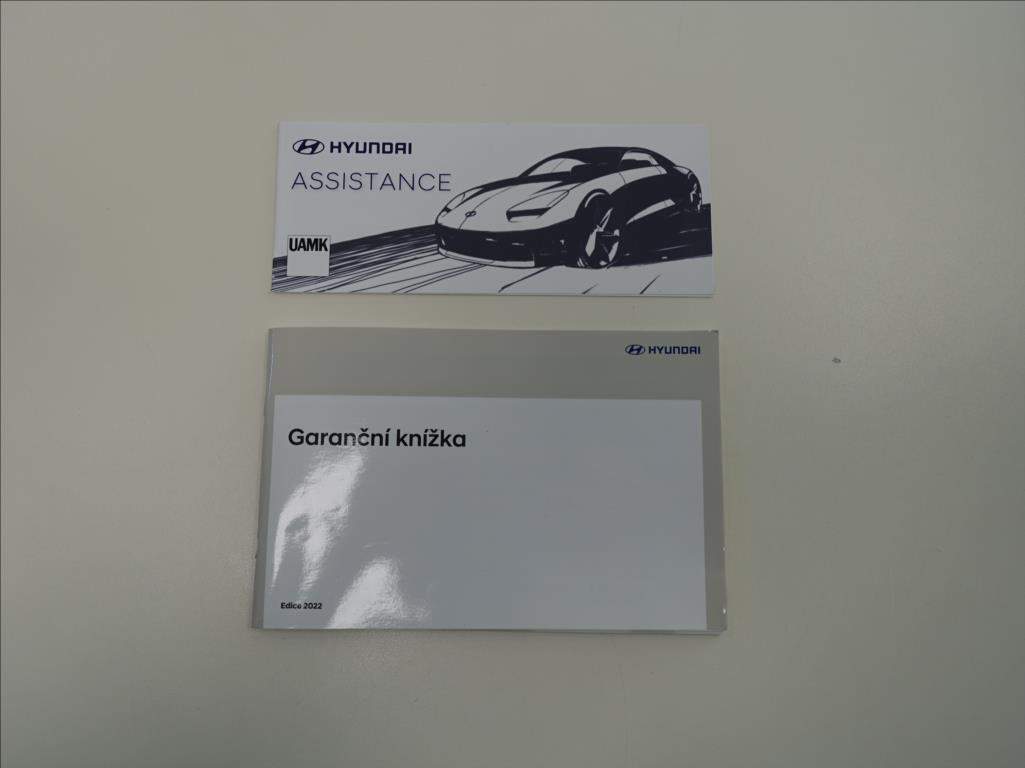 HYUNDAI
ASSISTANCE
UAMK
HYUNDAI
Garanční knížka
Edice 2022